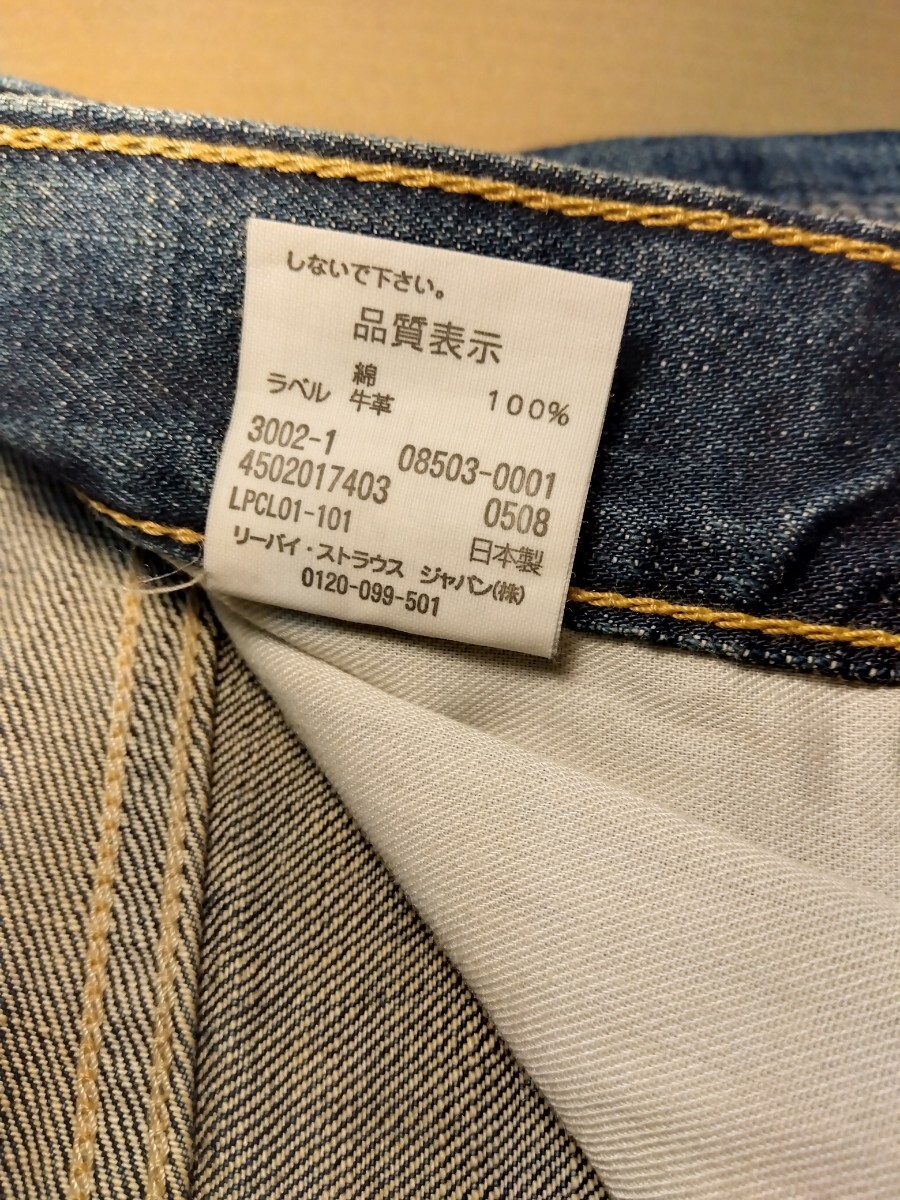 しないで下さい。
品質表示
綿 100%
ラベル 牛革
3002-1 08503-0001
4502017403 0508
LPCL01-101 日本製
リーバイ・ストラウス ジャパン(株)
0120-099-501